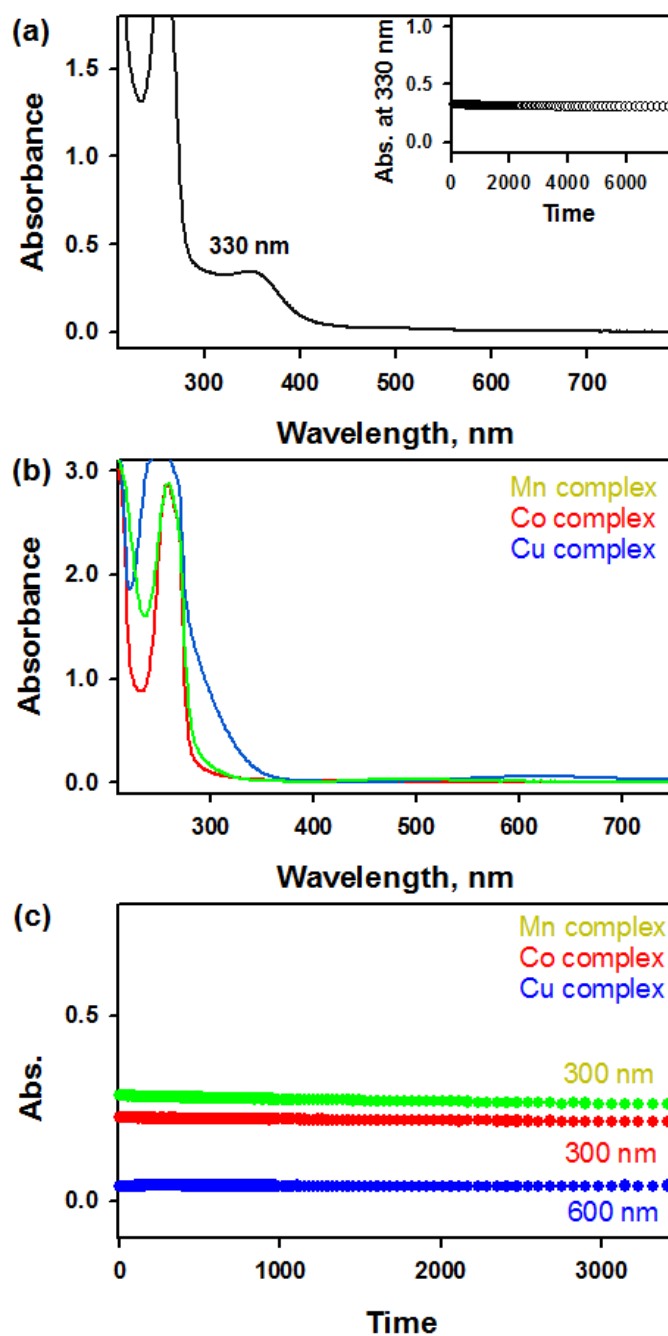 (a)
1.5
1.0
0.5
0.0
Absorbance
330 nm
300 400 500 600 700
Wavelength, nm
1.0
0.5
0.0
Abs. at 330 nm
0 2000 4000 6000
Time
(b)
3.0
2.0
1.0
0.0
Absorbance
Mn complex
Co complex
Cu complex
300 400 500 600 700
Wavelength, nm
(c)
0.5
0.0
Abs.
Mn complex
Co complex
Cu complex
300 nm
300 nm
600 nm
0 1000 2000 3000
Time